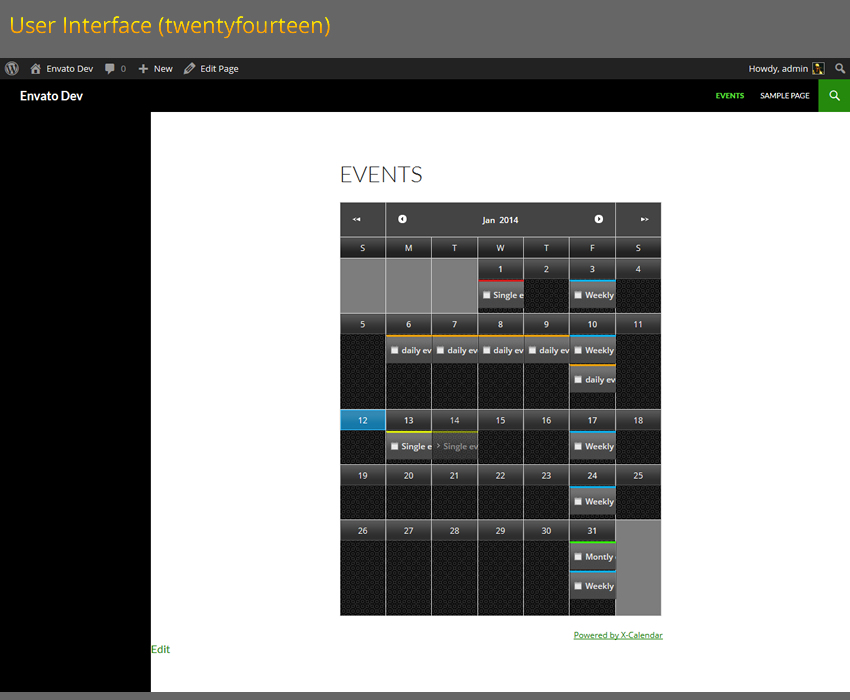 User Interface (twentyfourteen)
Envato Dev 0 New Edit Page Howdy, admin
Envato Dev EVENTS SAMPLE PAGE
EVENTS
Jan 2014
S M T W T F S
1 2 3 4
Single e Weekly
5 6 7 8 9 10 11
daily ev daily ev daily ev daily ev Weekly
daily ev
12 13 14 15 16 17 18
Single e > Single ev Weekly
19 20 21 22 23 24 25
Weekly
26 27 28 29 30 31
Montly
Weekly
Powered by X-Calendar
Edit